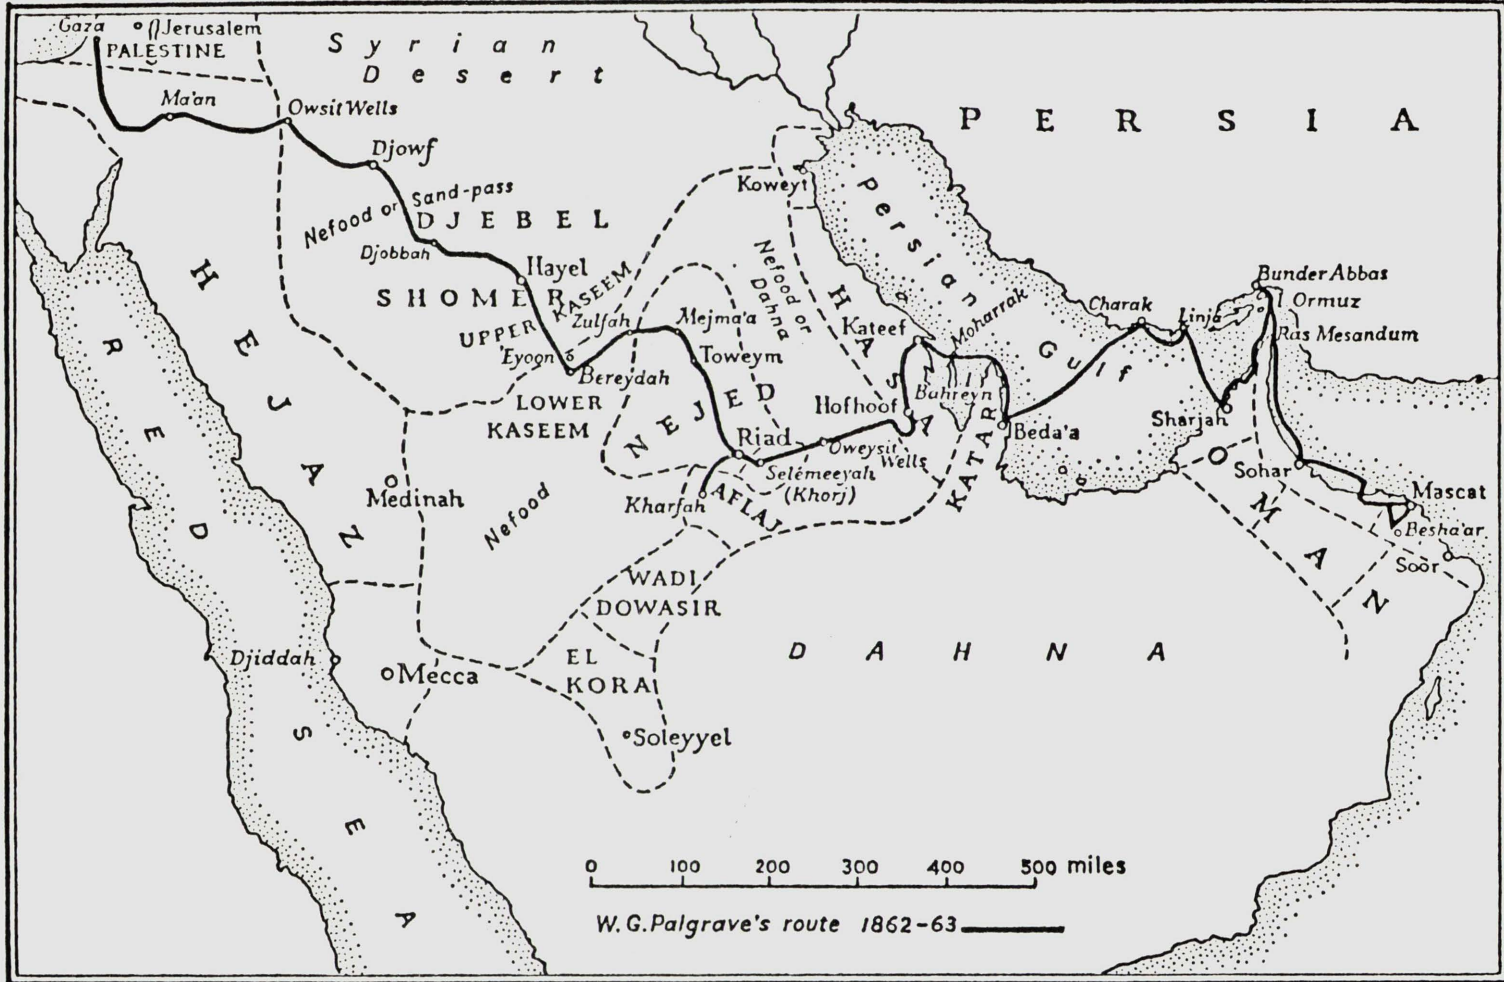 Gaza
Jerusalem
PALESTINE
Syrian
Desert
Ma'an
Owsit Wells
Djowf
Nefood or Sand-pass
DJEBEL
SHOMER
Djobbah
Hayel
UPPER KASEEM
'Eyoon
Zulfah
Bereydah
Mejma'a
Toweym
LOWER
KASEEM
NEJED
Nefood or
Dahna
Koweyt
PERSIA
Persian Gulf
HASA
Kateef
Moharrak
Bahreyn
Hofhoof
KATAR
Beda'a
Charak
Linja
Bunder Abbas
I Ormuz
Ras Mesandum
Sharjah
Sohar
OMAN
Mascat
Besha'ar
Soor
HEJAZ
RED SEA
Medinah
Nefood
Riad
Oweysit
Wells
Selémeeyah
(Khorj)
Kharfah
AFLAJ
WADI
DOWASIR
EL
KORA
Soleyyel
Djiddah
Mecca
DAHNA
0 100 200 300 400 500 miles
W. G. Palgrave's route 1862-63